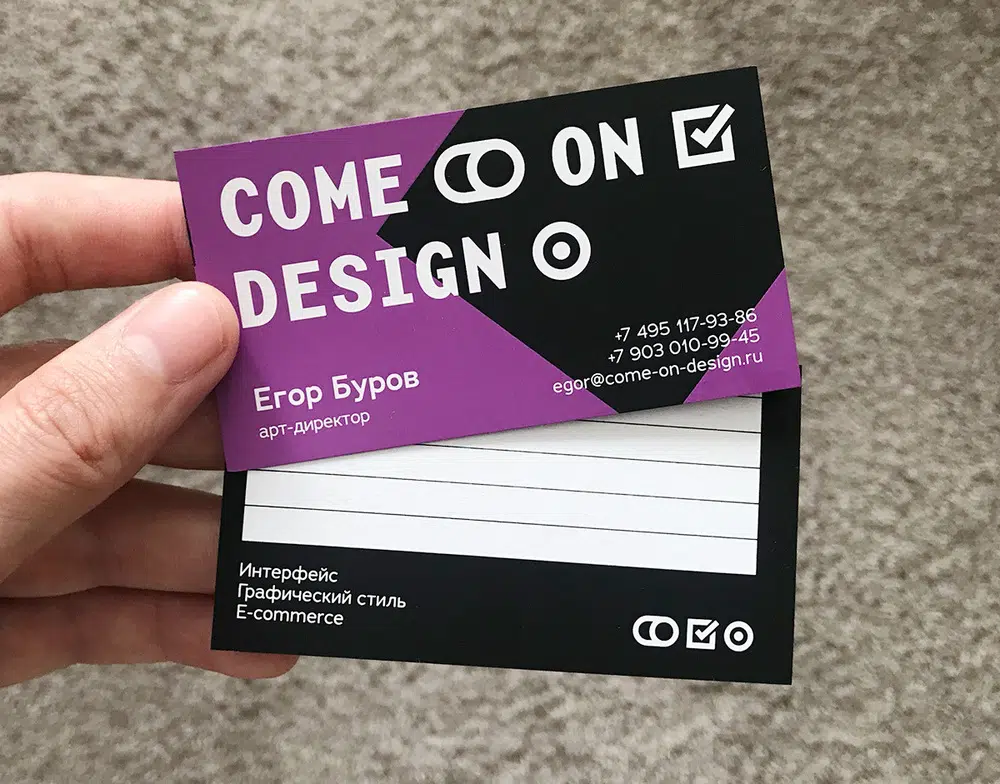 COME ON
DESIGN
Егор Буров
арт-директор
+7 495 117-93-86
+7 903 010-99-45
egor@come-on-design.ru
Интерфейс
Графический стиль
E-commerce